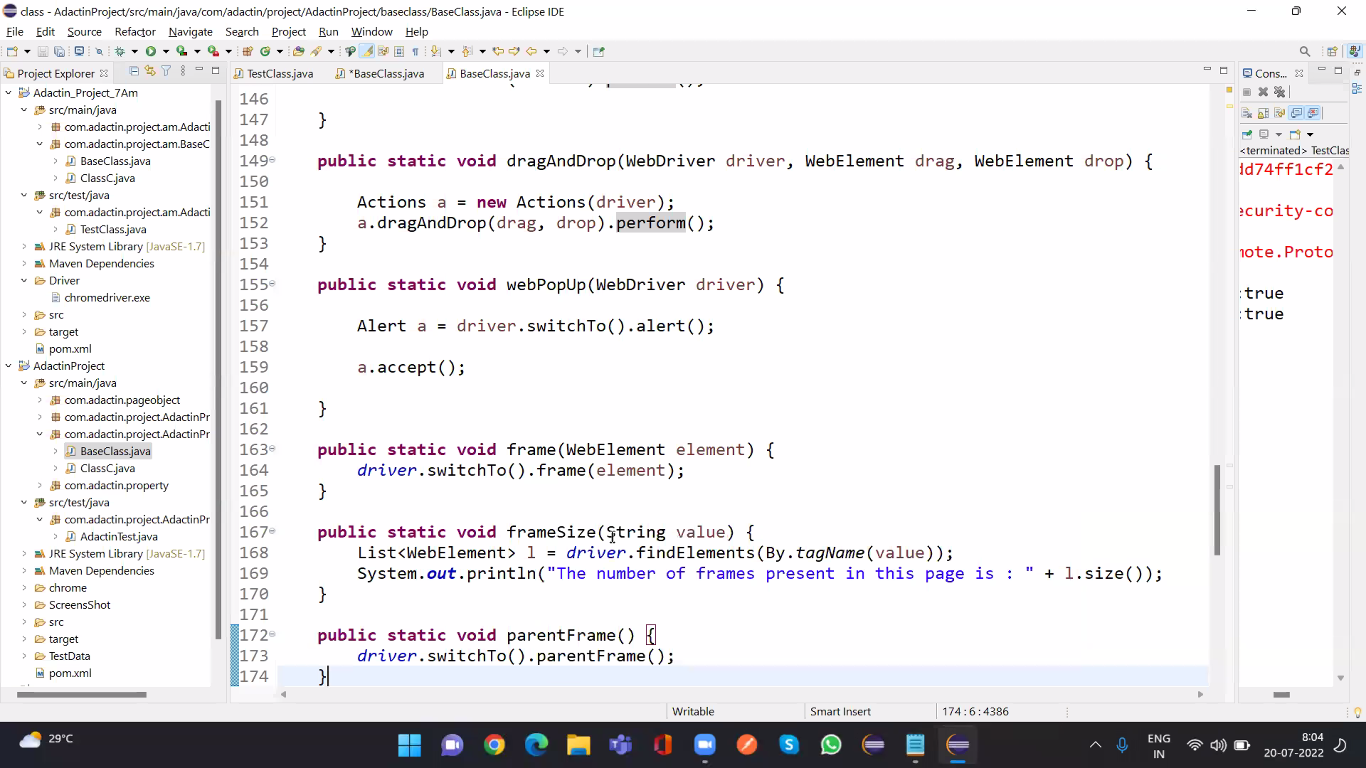 class - AdactinProject/src/main/java/com/adactin/project/AdactinProject/baseclass/BaseClass.java - Eclipse IDE
File Edit Source Refactor Navigate Search Project Run Window Help
Project Explorer
TestClass.java *BaseClass.java BaseClass.java
Cons...
Adactin_Project_7Am
src/main/java
com.adactin.project.am.Adacti
com.adactin.project.am.BaseC
BaseClass.java
ClassC.java
src/test/java
com.adactin.project.am.Adacti
TestClass.java
JRE System Library [JavaSE-1.7]
Maven Dependencies
Driver
chromedriver.exe
src
target
pom.xml
AdactinProject
src/main/java
com.adactin.pageobject
com.adactin.project.AdactinPr
com.adactin.project.AdactinPr
BaseClass.java
ClassC.java
com.adactin.property
src/test/java
com.adactin.project.AdactinPr
AdactinTest.java
JRE System Library [JavaSE-1.7]
Maven Dependencies
chrome
ScreensShot
src
target
TestData
pom.xml
146
147 }
148
149 public static void dragAndDrop(WebDriver driver, WebElement drag, WebElement drop) {
150
151 Actions a = new Actions(driver);
152 a.dragAndDrop(drag, drop).perform();
153 }
154
155 public static void webPopUp(WebDriver driver) {
156
157 Alert a = driver.switchTo().alert();
158
159 a.accept();
160
161 }
162
163 public static void frame(WebElement element) {
164 driver.switchTo().frame(element);
165 }
166
167 public static void frameSize(String value) {
168 List<WebElement> l = driver.findElements(By.tagName(value));
169 System.out.println("The number of frames present in this page is : " + l.size());
170 }
171
172 public static void parentFrame() {
173 driver.switchTo().parentFrame();
174 }
<terminated> TestClass
dd74ff1cf2
ecurity-co
mote.Proto
:true
:true
Writable Smart Insert 174 : 6 : 4386
29°C
ENG
IN
8:04
20-07-2022